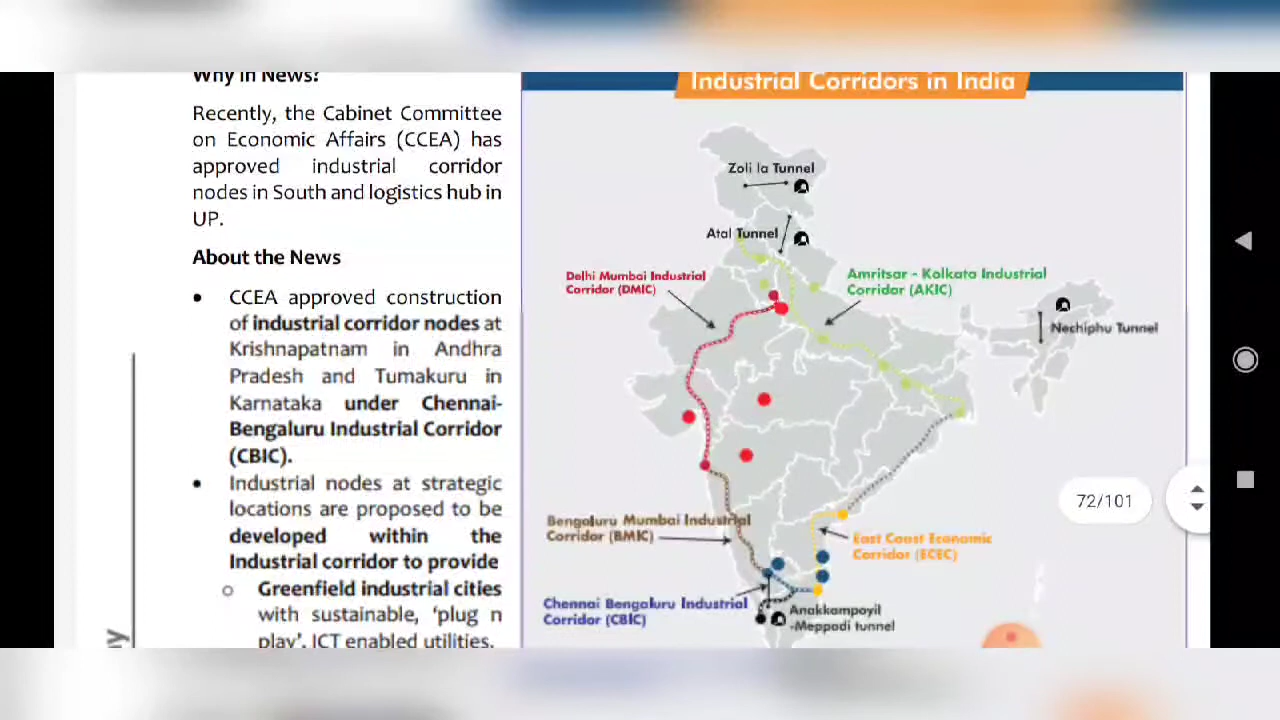 Why in News?
Recently, the Cabinet Committee
on Economic Affairs (CCEA) has
approved industrial corridor
nodes in South and logistics hub in
UP.
About the News
• CCEA approved construction
of industrial corridor nodes at
Krishnapatnam in Andhra
Pradesh and Tumakuru in
Karnataka under Chennai-
Bengaluru Industrial Corridor
(CBIC).
• Industrial nodes at strategic
locations are proposed to be
developed within the
Industrial corridor to provide
o Greenfield industrial cities
with sustainable, 'plug n
play', ICT enabled utilities.
Industrial Corridors in India
Zoli la Tunnel
Atal Tunnel
Delhi Mumbai Industrial
Corridor (DMIC)
Amritsar - Kolkata Industrial
Corridor (AKIC)
Nechiphu Tunnel
Bengaluru Mumbai Industrial
Corridor (BMIC)
East Coast Economic
Corridor (ECEC)
Chennai Bengaluru Industrial
Corridor (CBIC)
Anakkampoyil
-Meppadi tunnel
72/101